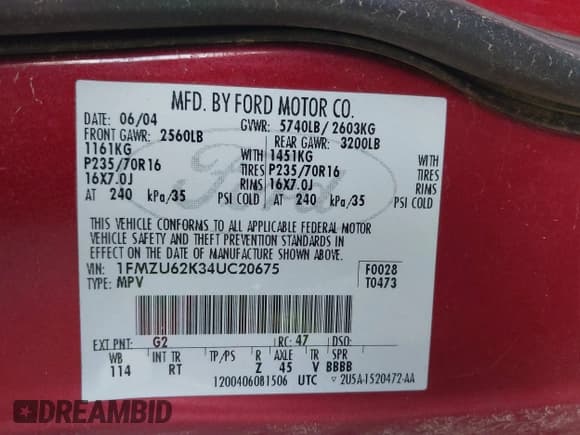 MFD. BY FORD MOTOR CO.
DATE: 06/04 GVWR: 5740LB/2603KG
FRONT GAWR: 2560LB REAR GAWR: 3200LB
1161KG WITH 1451KG WITH
P235/70R16 TIRES P235/70R16 TIRES
16X7.0J RIMS 16X7.0J RIMS
AT 240 kPa/35 PSI COLD AT 240 kPa/35 PSI COLD
Ford
THIS VEHICLE CONFORMS TO ALL APPLICABLE FEDERAL MOTOR
VEHICLE SAFETY AND THEFT PREVENTION STANDARDS IN
EFFECT ON THE DATE OF MANUFACTURE SHOWN ABOVE.
VIN: 1FMZU62K34UC20675 F0028
TYPE: MPV T0473
EXT PNT: G2 RC: 47 DSO:
WB INT TR TP/PS R AXLE TR SPR
114 RT Z 45 V BBBB
1200406081506 UTC ▽ 2U5A-1520472-AA
DREAMBID